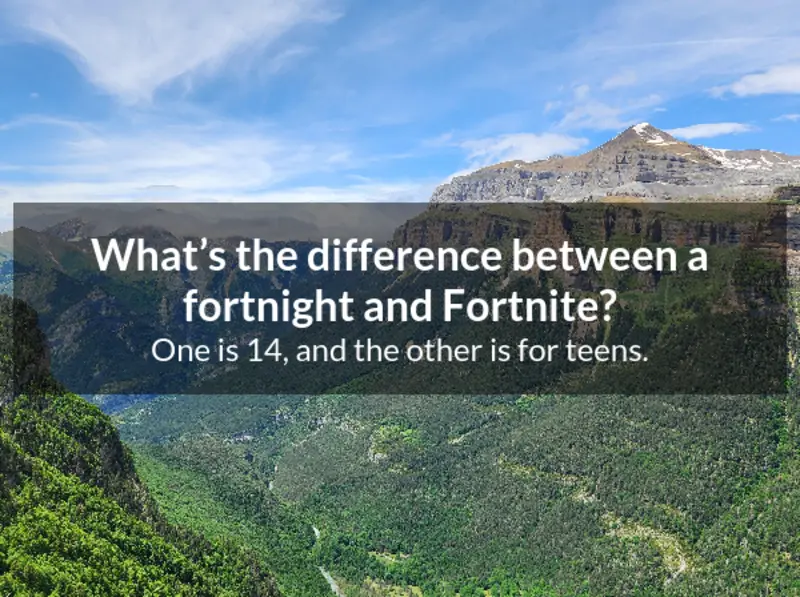 What’s the difference between a
fortnight and Fortnite?
One is 14, and the other is for teens.